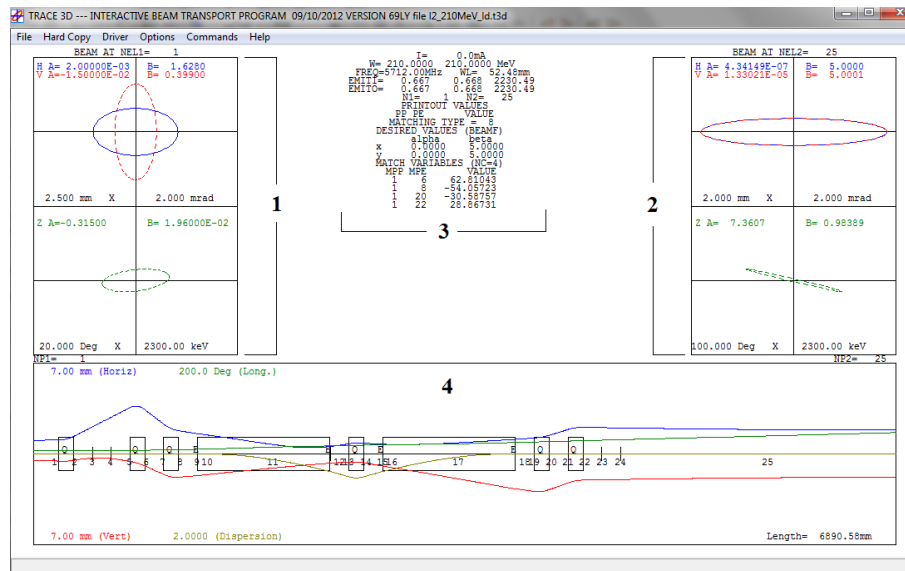 TRACE 3D --- INTERACTIVE BEAM TRANSPORT PROGRAM 09/10/2012 VERSION 69LY file I2_210MeV_ld.t3d
File Hard Copy Driver Options Commands Help
BEAM AT NEL1= 1
H A= 2.00000E-03 B= 1.6280
V A=-1.50000E-02 B= 0.39900
2.500 mm X 2.000 mrad
Z A=-0.31500 B= 1.96000E-02
20.000 Deg X 2300.00 keV
NP1= 1
1
I= 0.0mA
W= 210.0000 210.0000 MeV
FREQ=5712.00MHz WL= 52.48mm
EMITI= 0.667 0.668 2230.49
EMITO= 0.667 0.668 2230.49
N1= 1 N2= 25
PRINTOUT VALUES
PP PE VALUE
MATCHING TYPE = 8
DESIRED VALUES (BEAMF)
alpha beta
x 0.0000 5.0000
y 0.0000 5.0000
MATCH VARIABLES (NC=4)
MPP MPE VALUE
1 6 62.81043
1 8 -54.05723
1 20 -30.58757
1 22 28.86731
3
2
BEAM AT NEL2= 25
H A= 4.34149E-07 B= 5.0000
V A= 1.33021E-05 B= 5.0001
2.000 mm X 2.000 mrad
Z A= 7.3607 B= 0.98389
100.000 Deg X 2300.00 keV
NP2= 25
7.00 mm (Horiz) 200.0 Deg (Long.)
4
Q Q Q E E Q E E Q Q
1 2 3 4 5 6 7 8 9 10 11 12 13 14 15 16 17 18 19 20 21 22 23 24 25
7.00 mm (Vert) 2.0000 (Dispersion) Length= 6890.58mm